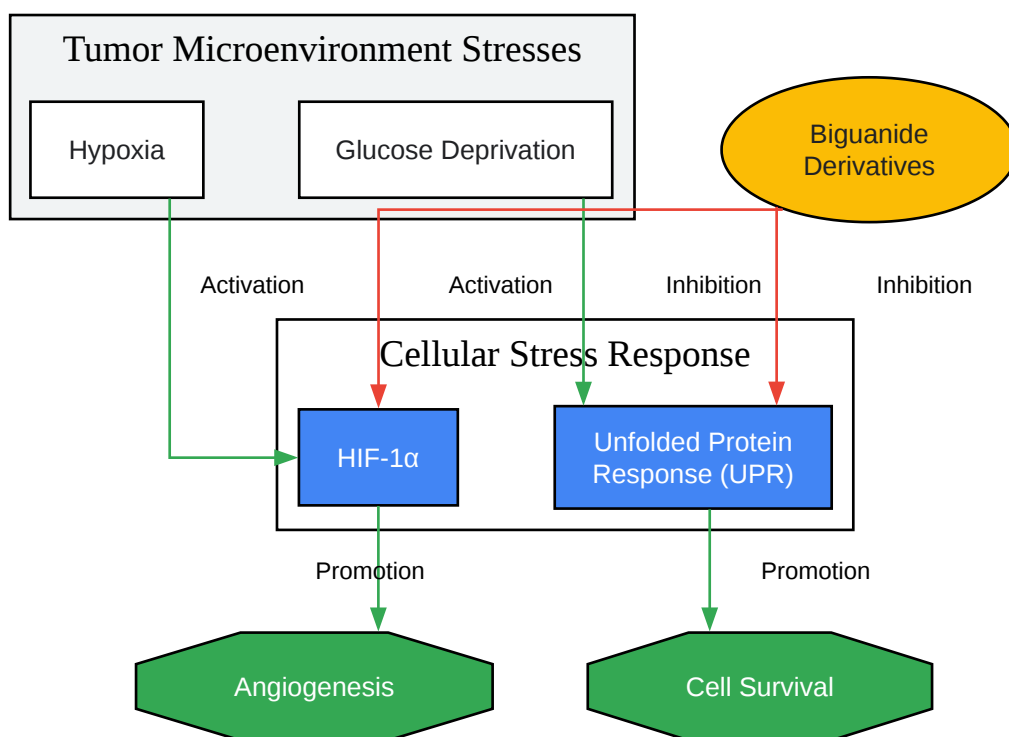 Tumor Microenvironment Stresses
Hypoxia
Glucose Deprivation
Biguanide
Derivatives
Activation
Activation
Inhibition
Inhibition
Cellular Stress Response
HIF-1α
Unfolded Protein
Response (UPR)
Promotion
Promotion
Angiogenesis
Cell Survival